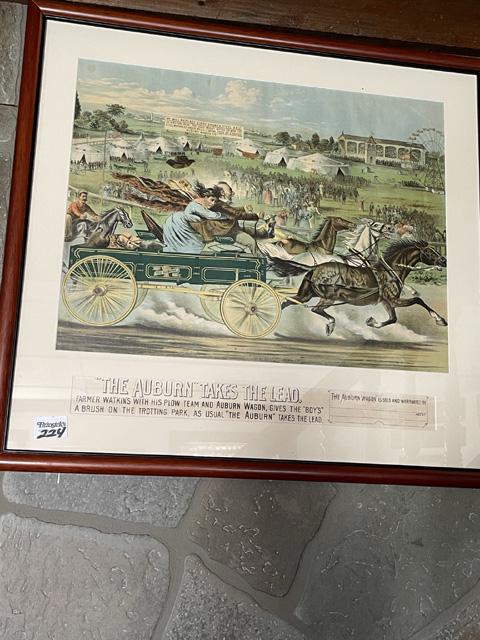 "THE AUBURN" TAKES THE LEAD.
FARMER WATKINS WITH HIS PLOW TEAM AND AUBURN WAGON, GIVES THE "BOYS"
A BRUSH ON THE TROTTING PARK, AS USUAL "THE AUBURN" TAKES THE LEAD.
THE AUBURN WAGON IS SOLD AND WARRANTED BY
AGENT
224